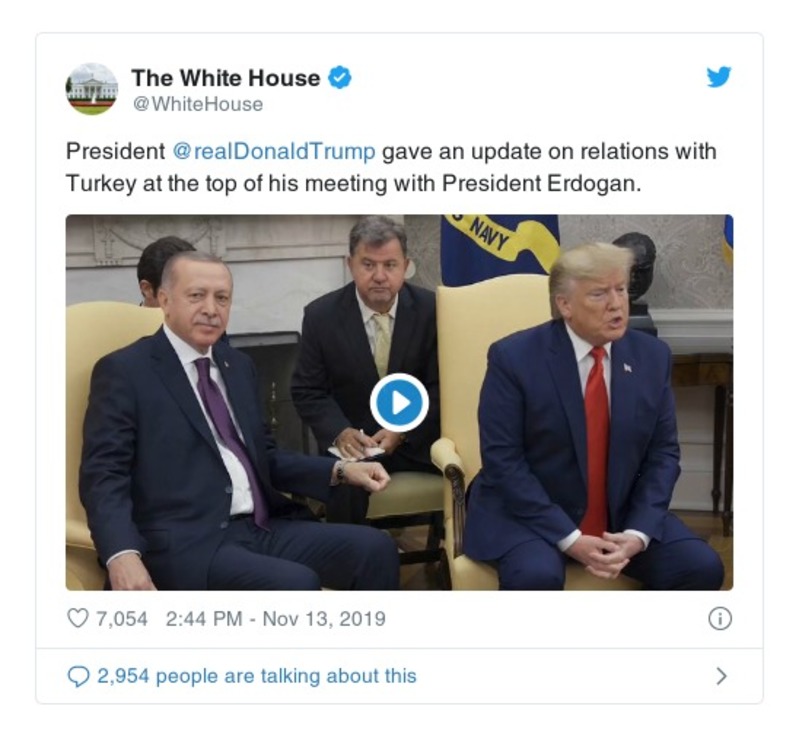 The White House
@WhiteHouse
President @realDonaldTrump gave an update on relations with
Turkey at the top of his meeting with President Erdogan.
NAVY
7,054 2:44 PM - Nov 13, 2019
2,954 people are talking about this